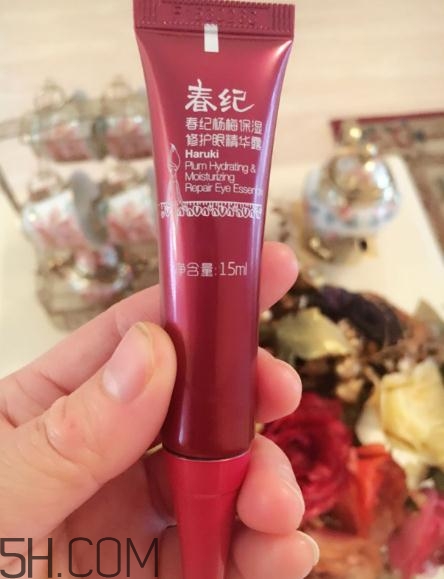 春纪
春纪杨梅保湿
修护眼精华露
Haruki
Plum Hydrating &
Moisturizing
Repair Eye Essence
净含量:15ml
5H.COM